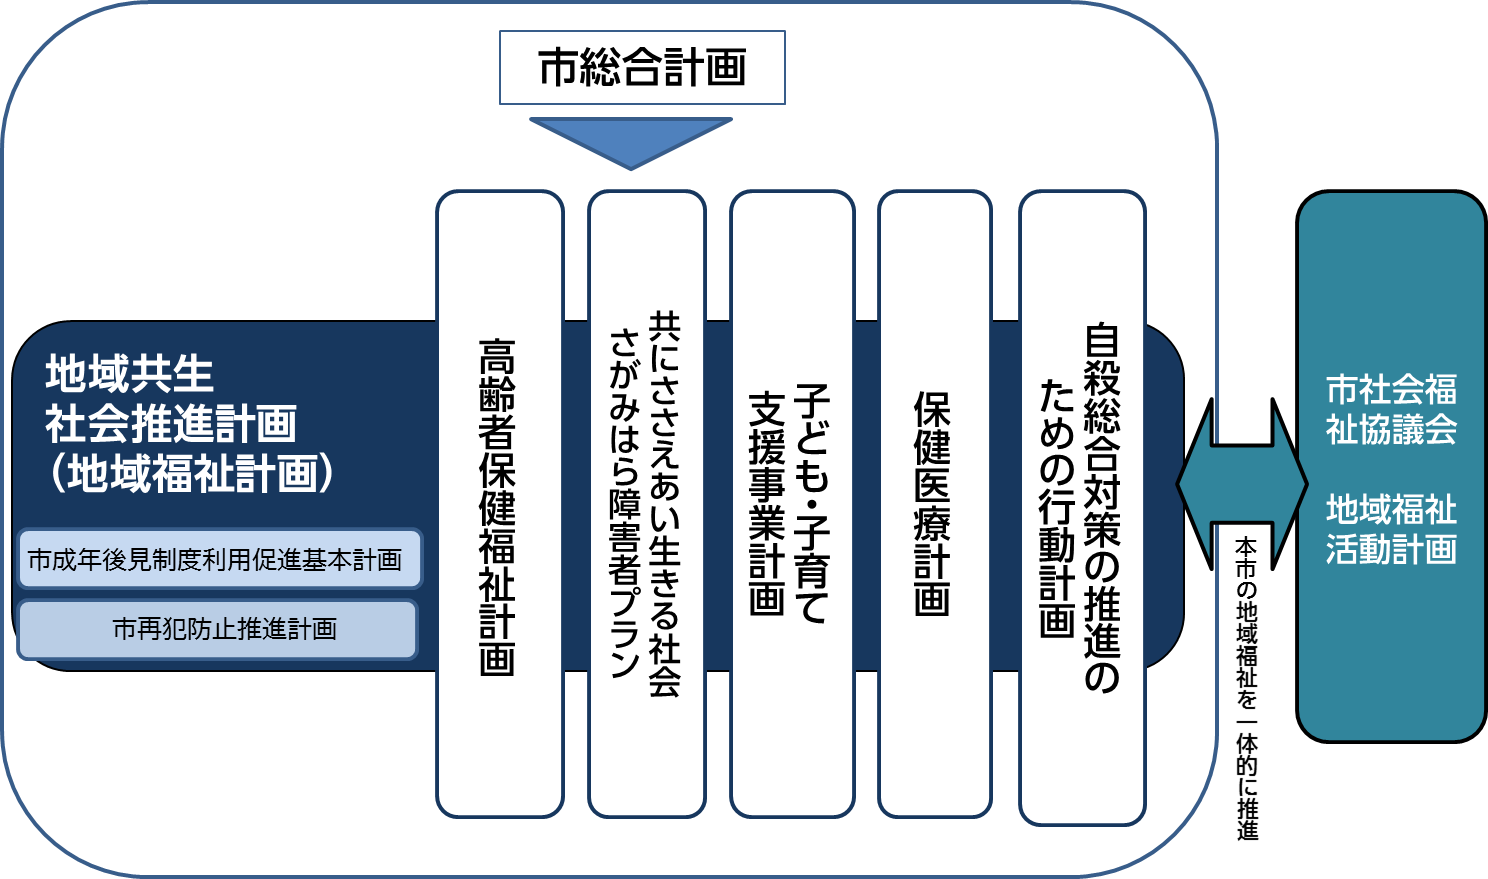 市総合計画
地域共生
社会推進計画
（地域福祉計画）
市成年後見制度利用促進基本計画
市再犯防止推進計画
高齢者保健福祉計画
共にささえあい生きる社会
さがみはら障害者プラン
子ども・子育て
支援事業計画
保健医療計画
自殺総合対策の推進の
ための行動計画
本市の地域福祉を一体的に推進
市社会福
祉協議会
地域福祉
活動計画